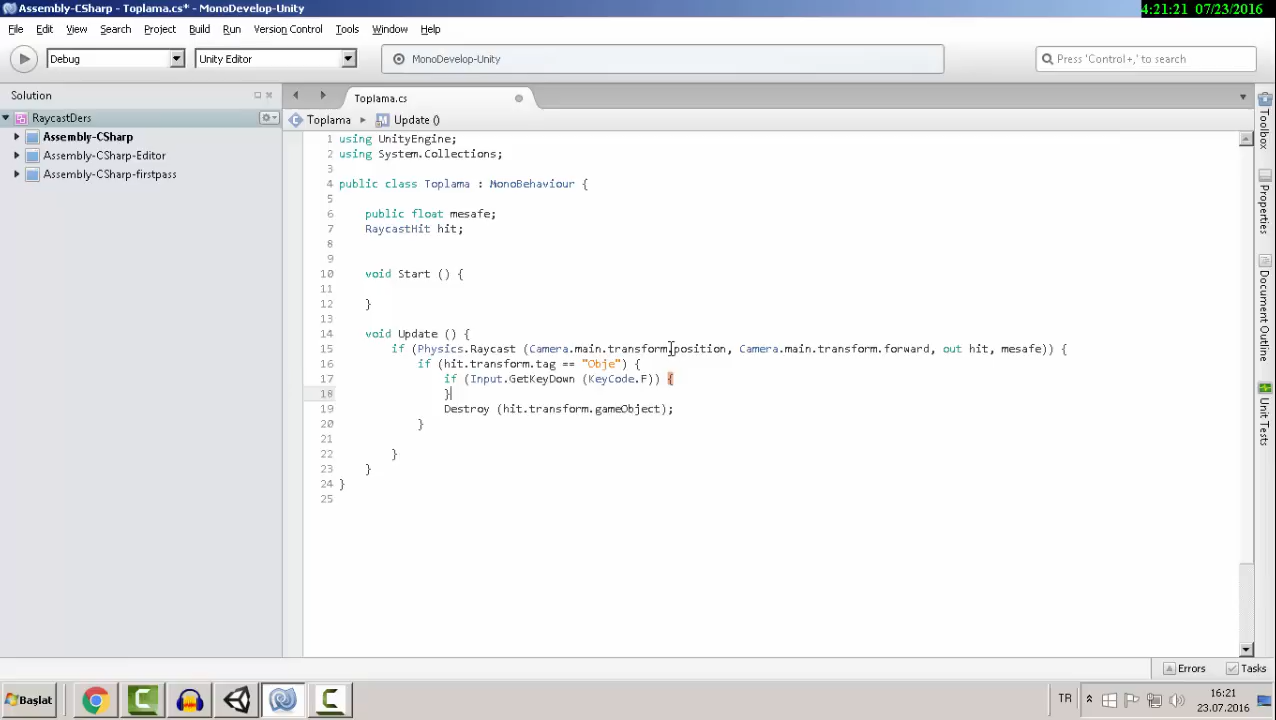 Assembly-CSharp - Toplama.cs* - MonoDevelop-Unity
4:21:21 07/23/2016
File Edit View Search Project Build Run Version Control Tools Window Help
Debug Unity Editor MonoDevelop-Unity Press 'Control+,' to search
Solution
Toplama.cs
RaycastDers
Toplama Update ()
Assembly-CSharp
Assembly-CSharp-Editor
Assembly-CSharp-firstpass
1 using UnityEngine;
2 using System.Collections;
3
4 public class Toplama : MonoBehaviour {
5
6 public float mesafe;
7 RaycastHit hit;
8
9
10 void Start () {
11
12 }
13
14 void Update () {
15 if (Physics.Raycast (Camera.main.transform.position, Camera.main.transform.forward, out hit, mesafe)) {
16 if (hit.transform.tag == "Obje") {
17 if (Input.GetKeyDown (KeyCode.F)) {
18 }
19 Destroy (hit.transform.gameObject);
20 }
21
22 }
23 }
24 }
25
Toolbox
Properties
Document Outline
Unit Tests
Errors Tasks
Başlat
TR
16:21
23.07.2016